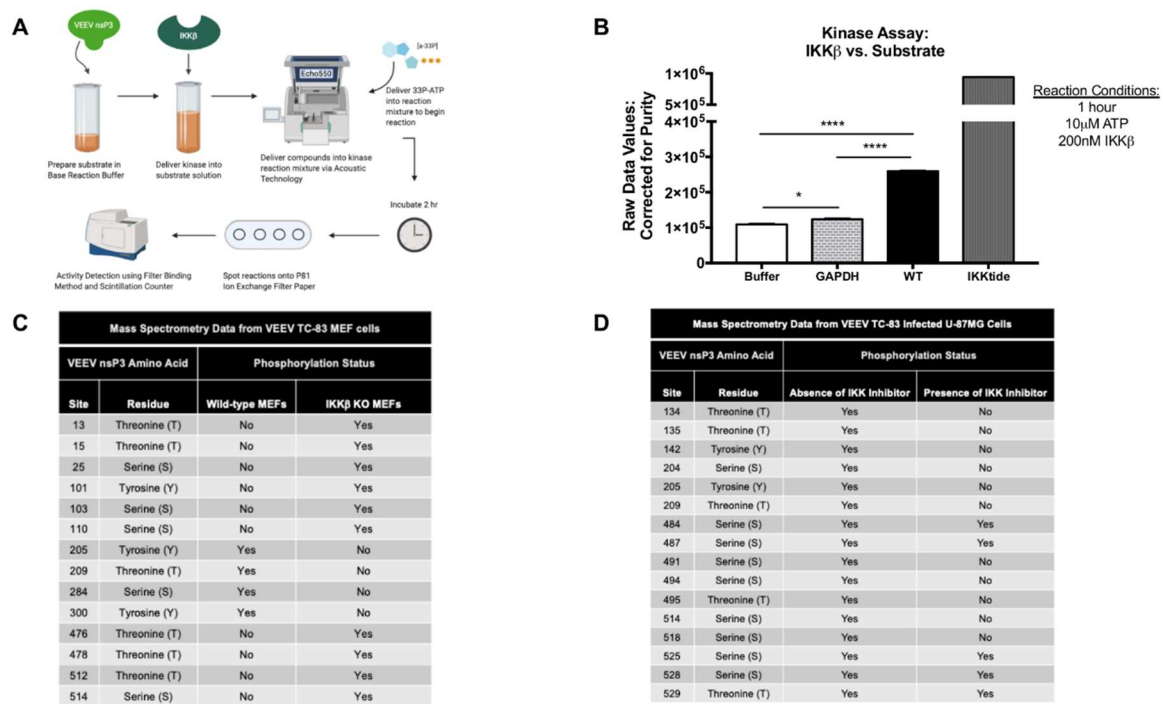 A
VEEV nsP3
IKKβ
[a-33P]
Echo550
Deliver 33P-ATP
into reaction
mixture to begin
reaction
Prepare substrate in
Base Reaction Buffer
Deliver kinase into
substrate solution
Deliver compounds into kinase
reaction mixture via Acoustic
Technology
Incubate 2 hr
Activity Detection using Filter Binding
Method and Scintillation Counter
Spot reactions onto P81
Ion Exchange Filter Paper
B
Kinase Assay:
IKKβ vs. Substrate
Raw Data Values:
Corrected for Purity
1×10⁶
5×10⁵
4×10⁵
3×10⁵
2×10⁵
1×10⁵
0
****
****
*
Buffer GAPDH WT IKKtide
Reaction Conditions:
1 hour
10μM ATP
200nM IKKβ
C
Mass Spectrometry Data from VEEV TC-83 MEF cells
VEEV nsP3 Amino Acid Phosphorylation Status
Site Residue Wild-type MEFs IKKβ KO MEFs
13 Threonine (T) No Yes
15 Threonine (T) No Yes
25 Serine (S) No Yes
101 Tyrosine (Y) No Yes
103 Serine (S) No Yes
110 Serine (S) No Yes
205 Tyrosine (Y) Yes No
209 Threonine (T) Yes No
284 Serine (S) Yes No
300 Tyrosine (Y) Yes No
476 Threonine (T) No Yes
478 Threonine (T) No Yes
512 Threonine (T) No Yes
514 Serine (S) No Yes
D
Mass Spectrometry Data from VEEV TC-83 Infected U-87MG Cells
VEEV nsP3 Amino Acid Phosphorylation Status
Site Residue Absence of IKK Inhibitor Presence of IKK Inhibitor
134 Threonine (T) Yes No
135 Threonine (T) Yes No
142 Tyrosine (Y) Yes No
204 Serine (S) Yes No
205 Tyrosine (Y) Yes No
209 Threonine (T) Yes No
484 Serine (S) Yes Yes
487 Serine (S) Yes Yes
491 Serine (S) Yes No
494 Serine (S) Yes No
495 Threonine (T) Yes No
514 Serine (S) Yes No
518 Serine (S) Yes No
525 Serine (S) Yes Yes
528 Serine (S) Yes Yes
529 Threonine (T) Yes Yes